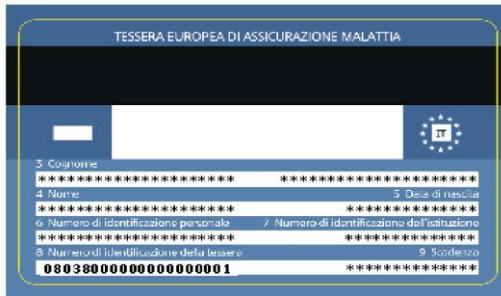 TESSERA EUROPEA DI ASSICURAZIONE MALATTIA
IT
3 Cognome
******************** ********************
4 Nome 5 Data di nascita
******************** **************
6 Numero di identificazione personale 7 Numero di identificazione dell'istituzione
******************** **************
8 Numero di identificazione della tessera 9 Scadenza
08038000000000000001 **************